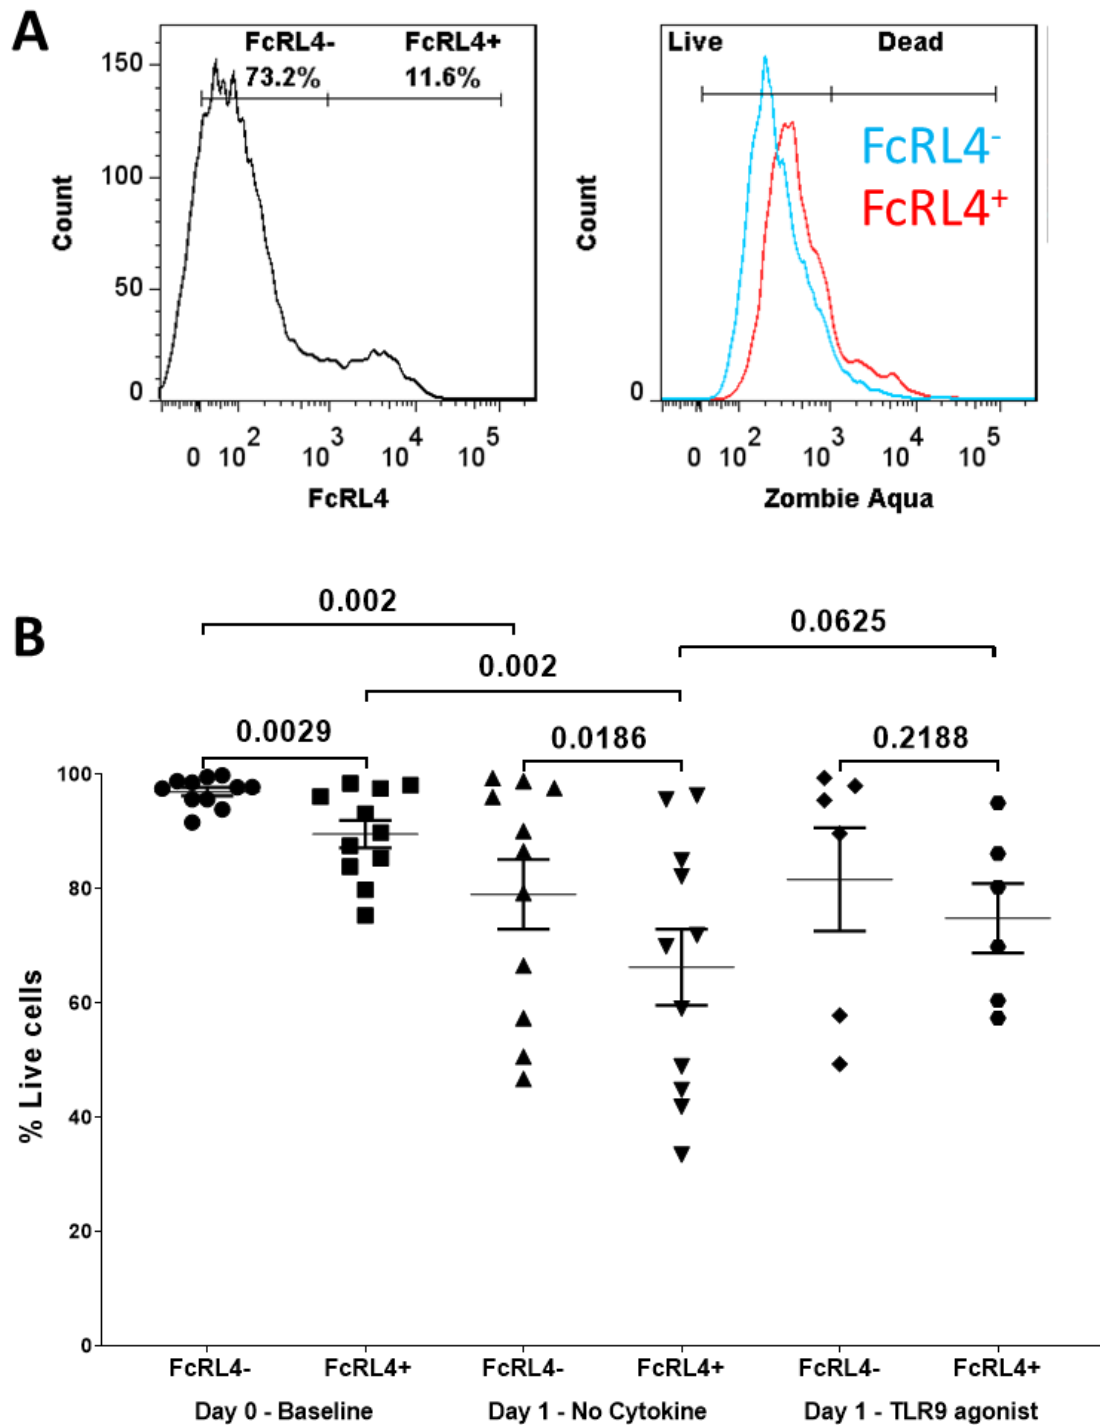 A
FcRL4- FcRL4+
73.2% 11.6%
150
100
50
0
Count
0 10^2 10^3 10^4 10^5
FcRL4
Live Dead
FcRL4^-
FcRL4^+
Count
0
0 10^2 10^3 10^4 10^5
Zombie Aqua
B
0.002
0.0625
0.002
0.0029 0.0186 0.2188
100
80
60
40
20
0
% Live cells
FcRL4- FcRL4+ FcRL4- FcRL4+ FcRL4- FcRL4+
Day 0 - Baseline Day 1 - No Cytokine Day 1 - TLR9 agonist